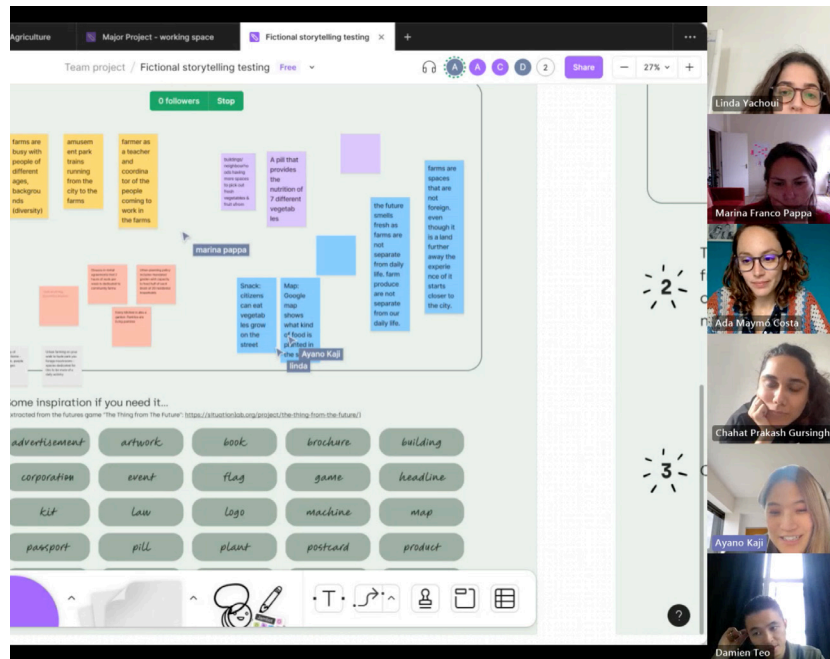 Agriculture
Major Project - working space
Fictional storytelling testing
Team project / Fictional storytelling testing
Free
A
A
C
D
2
Share
27%
0 followers
Stop
farms are
busy with
people of
different
ages,
backgrou
nds
(diversity)
amusem
ent park
trains
running
from the
city to the
farms
farmer as
a teacher
and
coordina
tor of the
people
coming to
work in
the farms
A pill that
provides
the
nutrition of
7 different
vegetab
les
the future
smells
fresh as
farms are
not
separate
from daily
life. farm
produce
are not
separate
from our
daily life.
farms are
spaces
that are
not
foreign.
even
though it
is a land
further
away the
experie
nce of it
starts
closer to
the city.
marina pappa
Snack:
citizens
can eat
vegetab
les grow
on the
street
Map:
Google
map
shows
what kind
of food is
planted in
the
Ayano Kaji
linda
ome inspiration if you need it...
xtracted from the futures game "The Thing from The Future": https://situationlab.org/project/the-thing-from-the-future/)
advertisement
artwork
book
brochure
building
corporation
event
flag
game
headline
kit
law
logo
machine
map
passport
pill
plant
postcard
product
T
?
2
3
Linda Yachoui
Marina Franco Pappa
Ada Maymó Costa
Chahat Prakash Gursingh
Ayano Kaji
Damien Teo